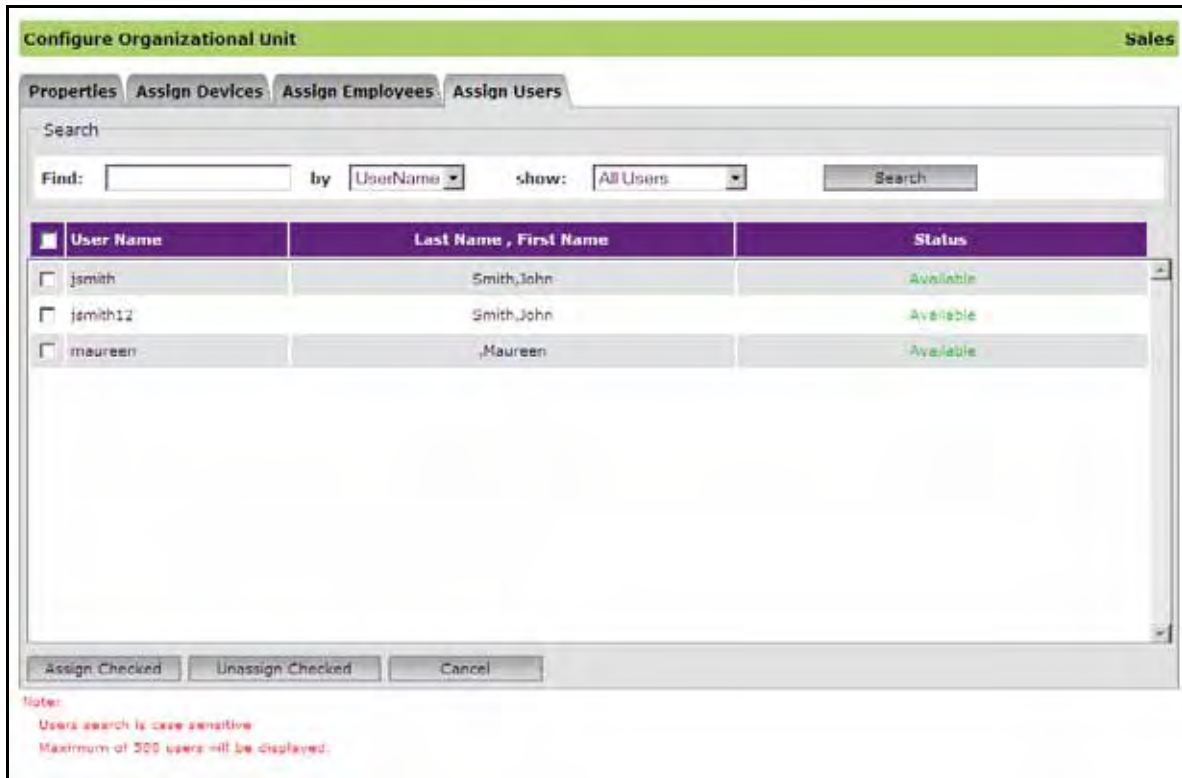 Configure Organizational Unit Sales
Properties Assign Devices Assign Employees Assign Users
Search
Find: by UserName show: All Users Search
User Name Last Name , First Name Status
jsmith Smith,John Available
jsmith12 Smith,John Available
maureen ,Maureen Available
Assign Checked Unassign Checked Cancel
Note:
Users search is case sensitive
Maximum of 500 users will be displayed.